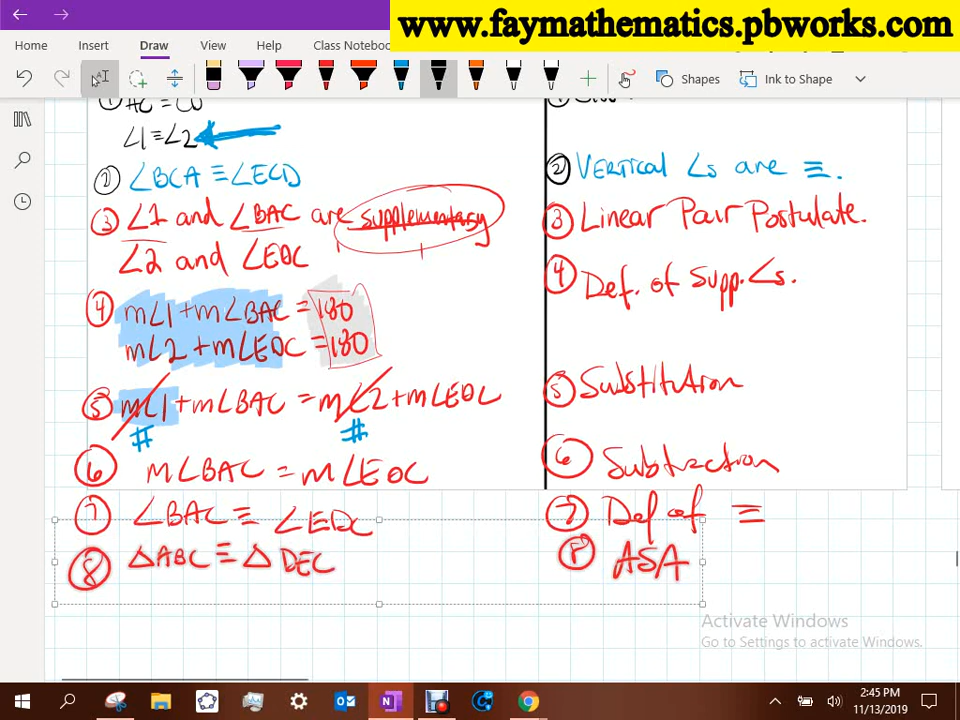 www.faymathematics.pbworks.com
Home Insert Draw View Help Class Notebo
Shapes Ink to Shape
∠1≅∠2
② ∠BCA ≅ ∠ECD ② VERTICAL ∠s are ≅.
③ ∠1 and ∠BAC are supplementary ③ Linear Pair Postulate.
∠2 and ∠EDC
④ Def. of Supp. ∠s.
④ m∠1+m∠BAC = 180
m∠2+m∠EDC = 180
⑤ m∠1+m∠BAC = m∠2+m∠EDC ⑤ Substitution
# #
⑥ m∠BAC = m∠EDC ⑥ Subtraction
⑦ ∠BAC ≅ ∠EDC ⑦ Def of ≅
⑧ △ABC ≅ △DEC ⑧ ASA
Activate Windows
Go to Settings to activate Windows.
2:45 PM
11/13/2019